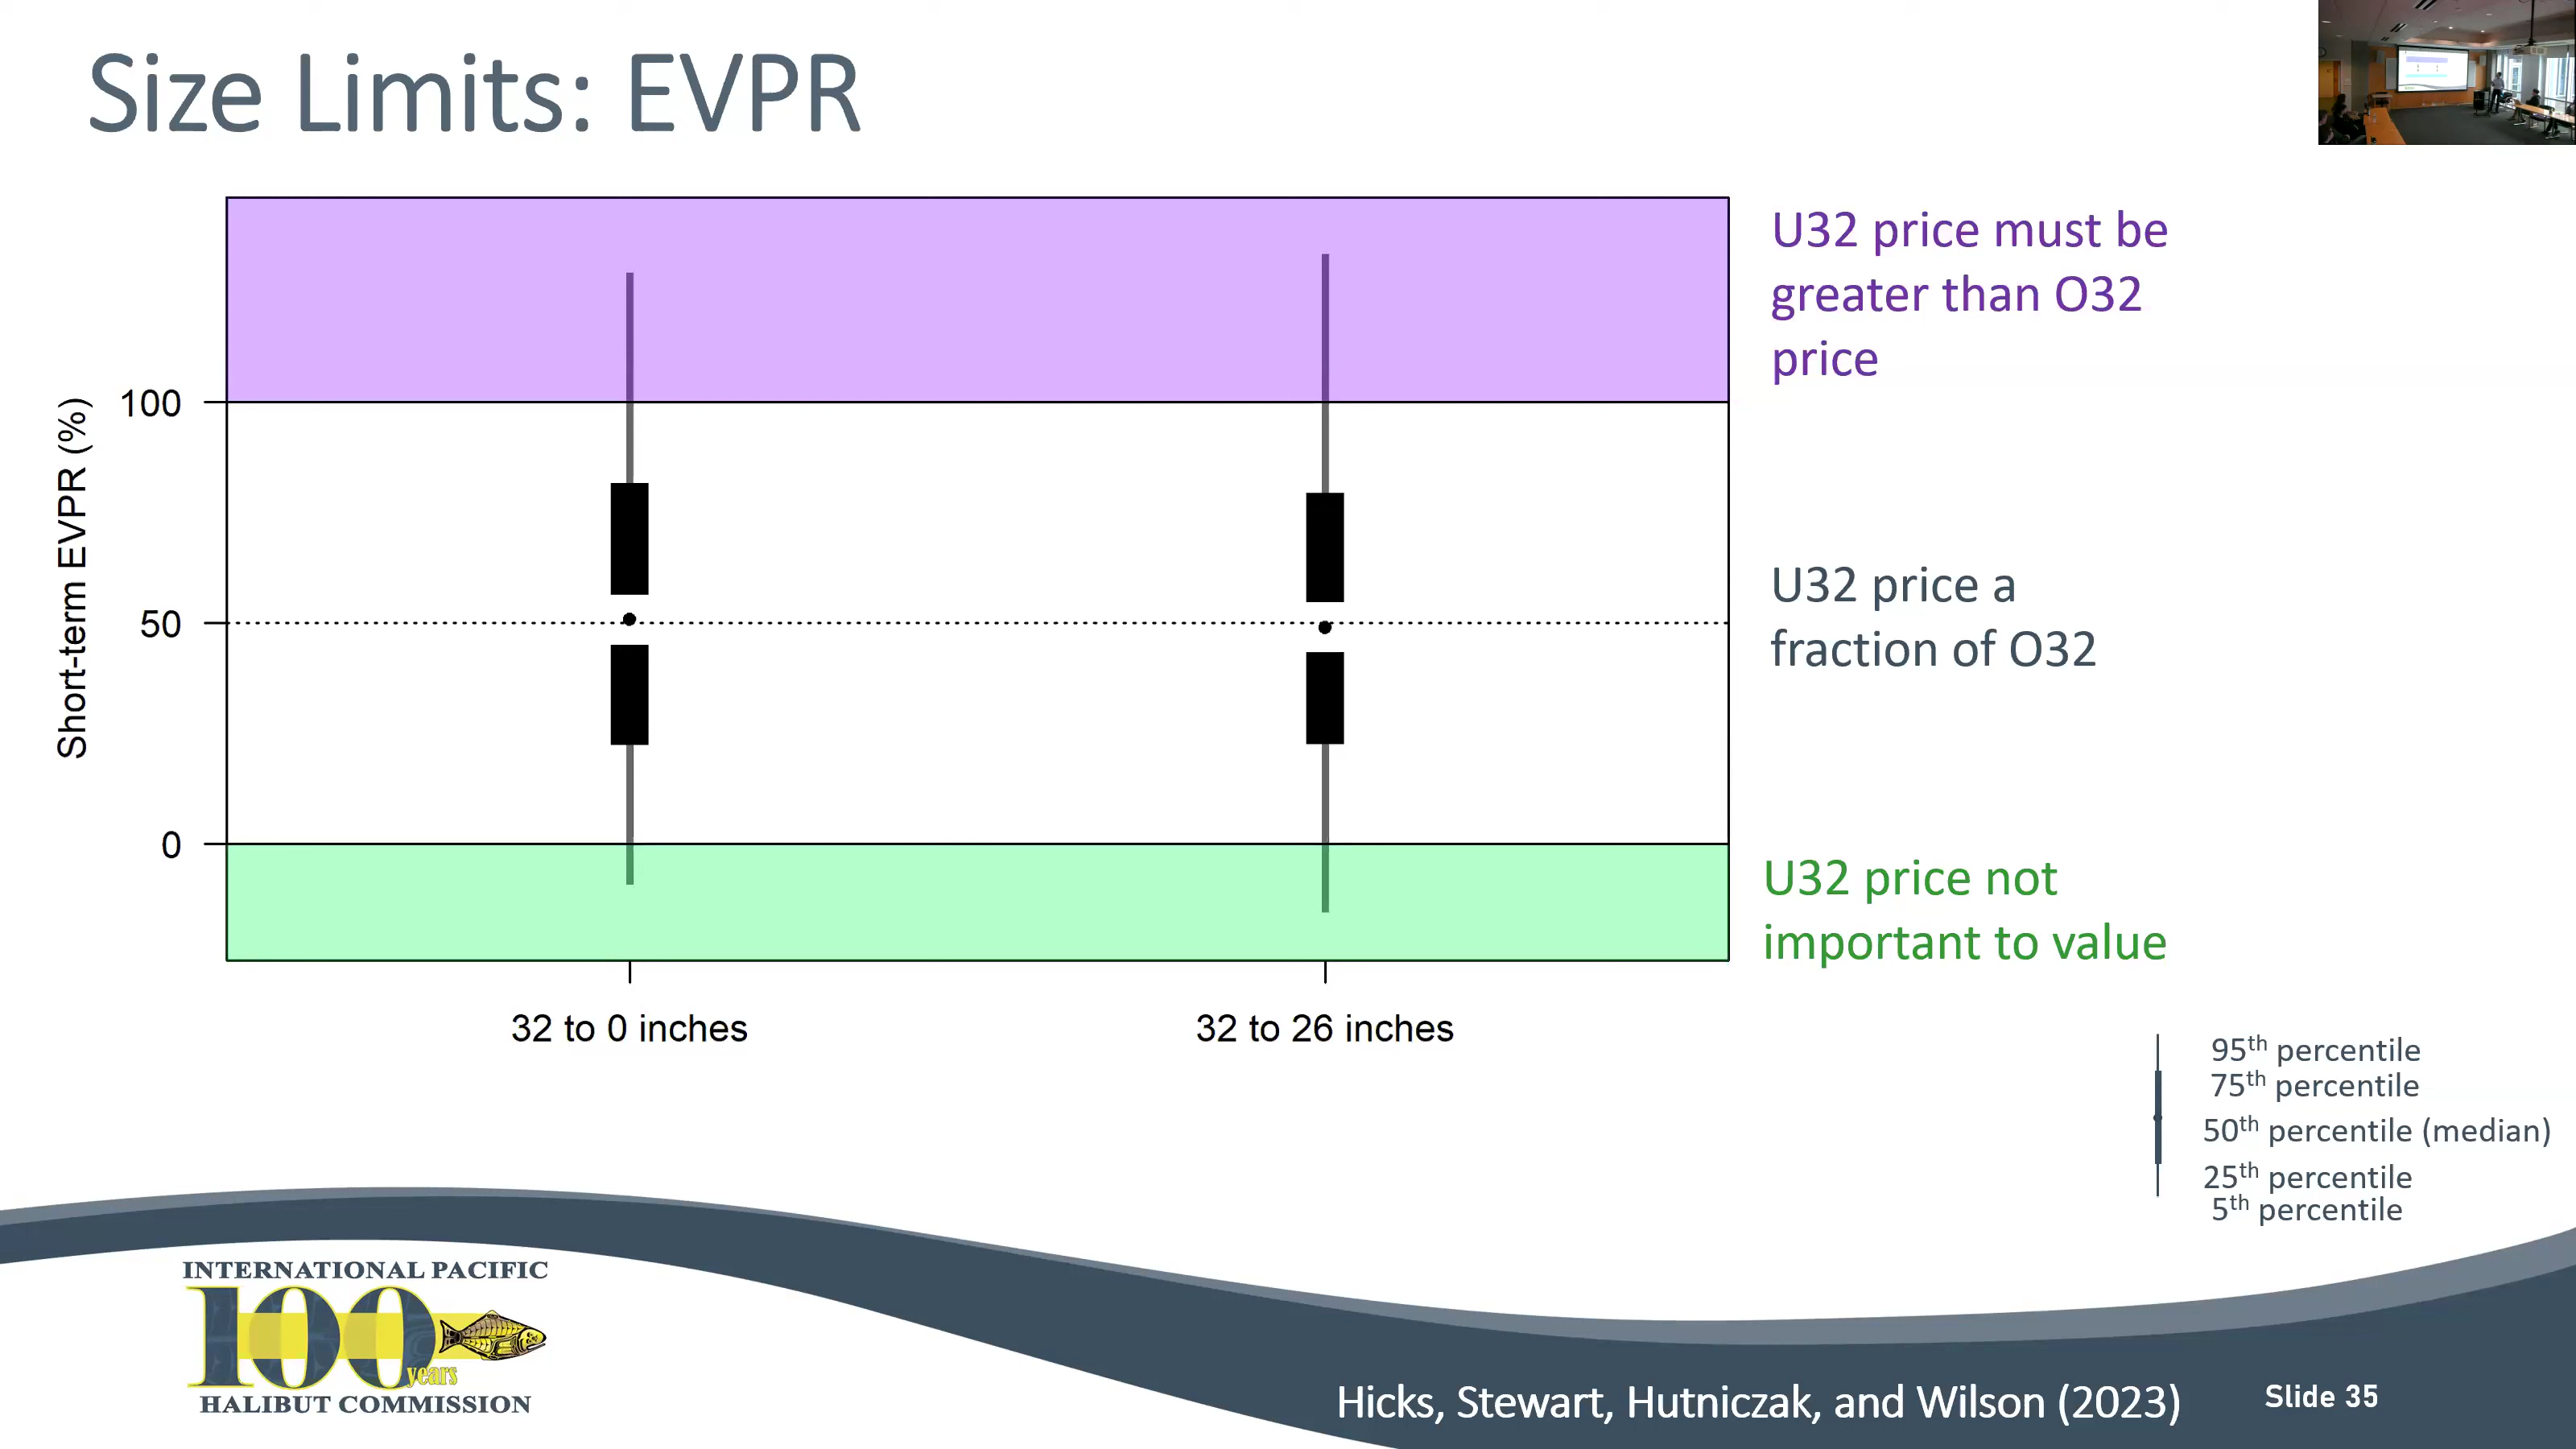 Size Limits: EVPR
U32 price must be
greater than O32
price
Short-term EVPR (%)
100
50
0
U32 price a
fraction of O32
U32 price not
important to value
32 to 0 inches
32 to 26 inches
95th percentile
75th percentile
50th percentile (median)
25th percentile
5th percentile
INTERNATIONAL PACIFIC
100
years
HALIBUT COMMISSION
Hicks, Stewart, Hutniczak, and Wilson (2023)
Slide 35